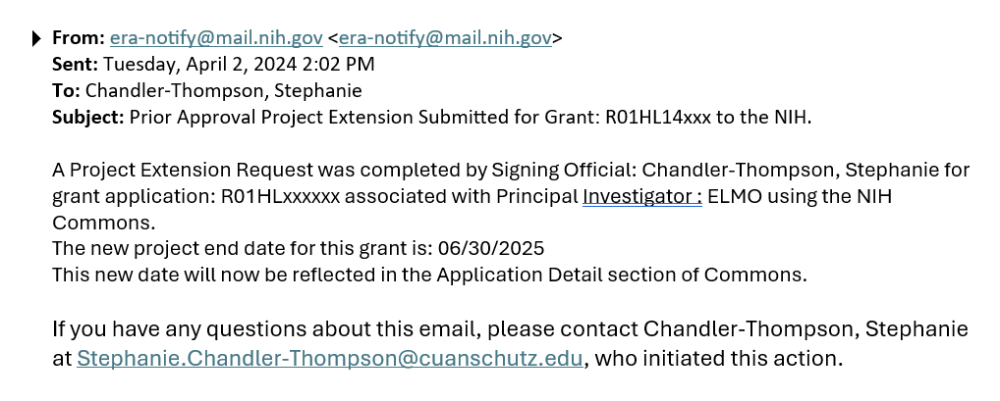 From: era-notify@mail.nih.gov <era-notify@mail.nih.gov>
Sent: Tuesday, April 2, 2024 2:02 PM
To: Chandler-Thompson, Stephanie
Subject: Prior Approval Project Extension Submitted for Grant: R01HL14xxx to the NIH.
A Project Extension Request was completed by Signing Official: Chandler-Thompson, Stephanie for
grant application: R01HLxxxxxx associated with Principal Investigator : ELMO using the NIH
Commons.
The new project end date for this grant is: 06/30/2025
This new date will now be reflected in the Application Detail section of Commons.
If you have any questions about this email, please contact Chandler-Thompson, Stephanie
at Stephanie.Chandler-Thompson@cuanschutz.edu, who initiated this action.